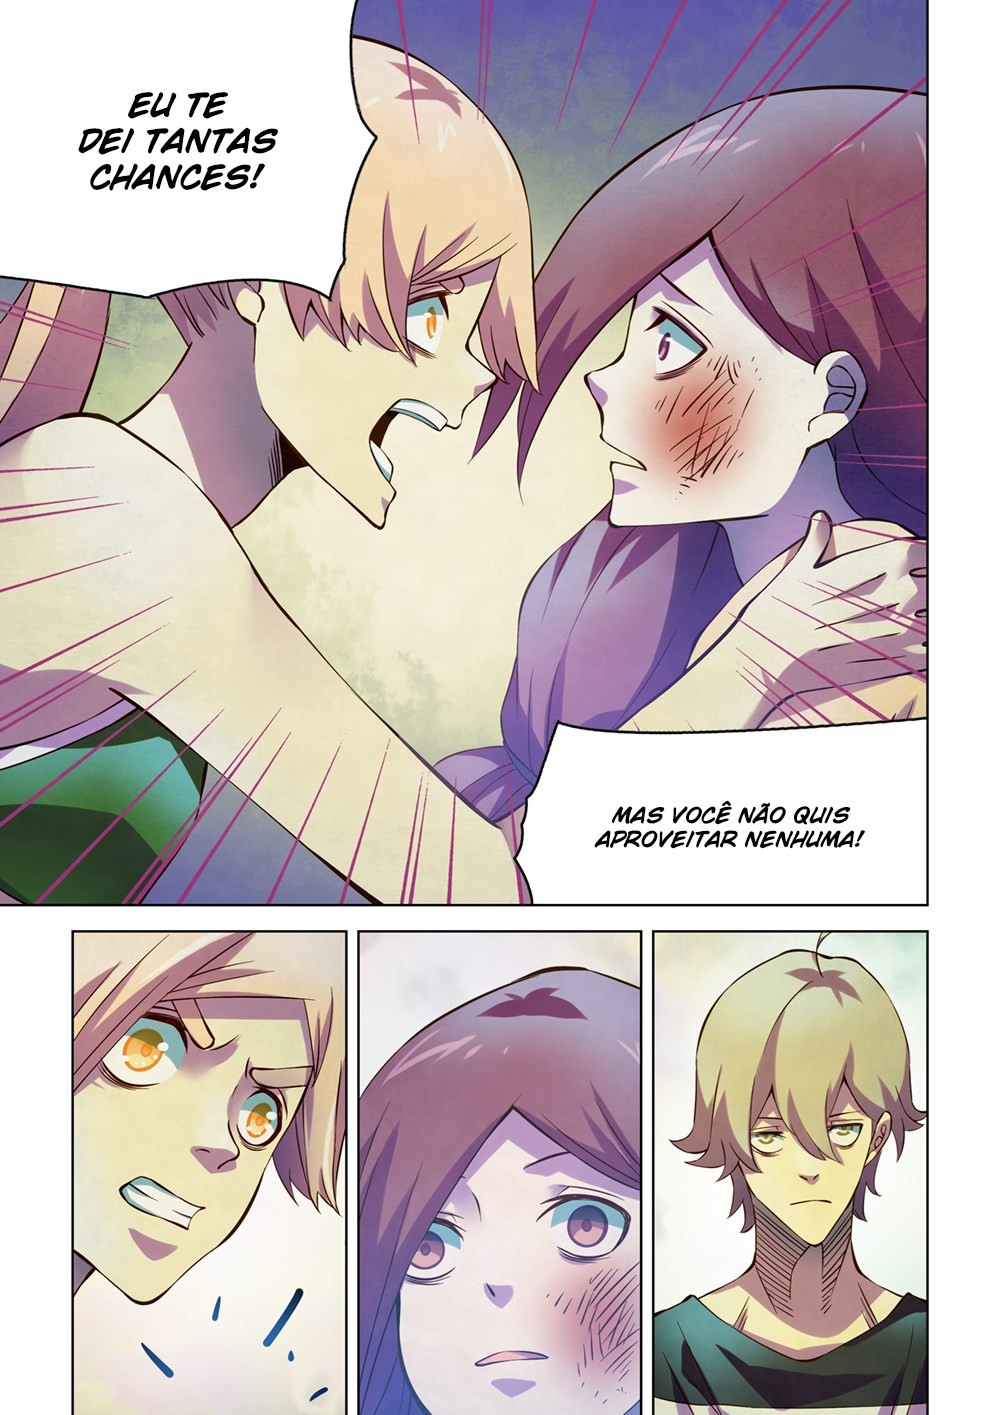 EU TE
DEI TANTAS
CHANCES!
MAS VOCÊ NÃO QUIS
APROVEITAR NENHUMA!